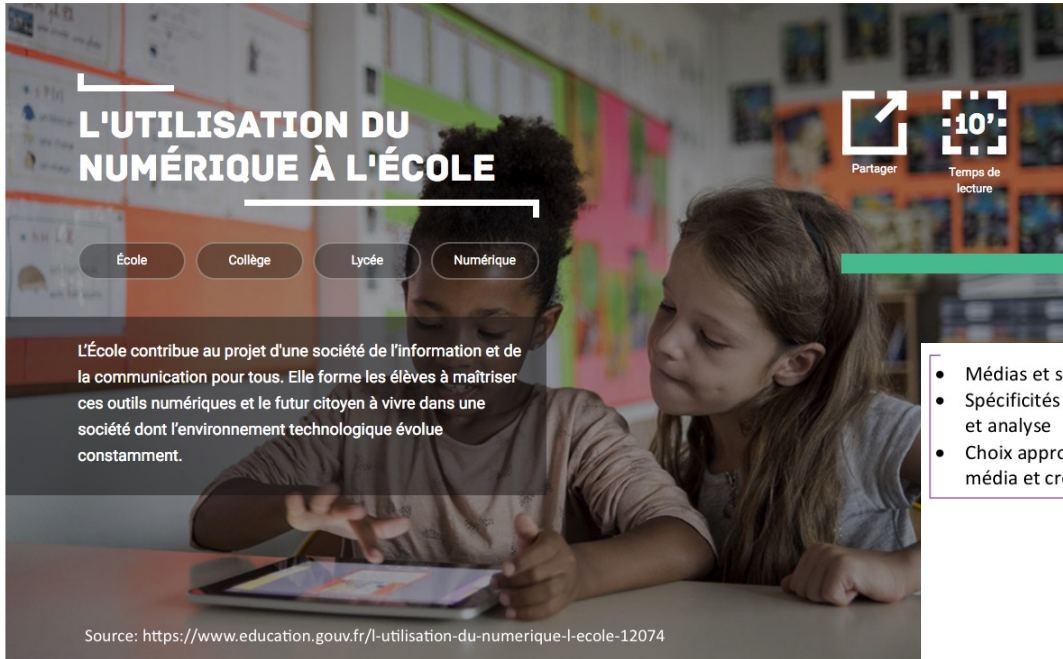 L'UTILISATION DU
NUMÉRIQUE À L'ÉCOLE
École
Collège
Lycée
Numérique
L'École contribue au projet d'une société de l'information et de
la communication pour tous. Elle forme les élèves à maîtriser
ces outils numériques et le futur citoyen à vivre dans une
société dont l'environnement technologique évolue
constamment.
Source: https://www.education.gouv.fr/l-utilisation-du-numerique-l-ecole-12074
Partager
10'
Temps de
lecture
• Médias et
• Spécificités
et analyse
• Choix
média et